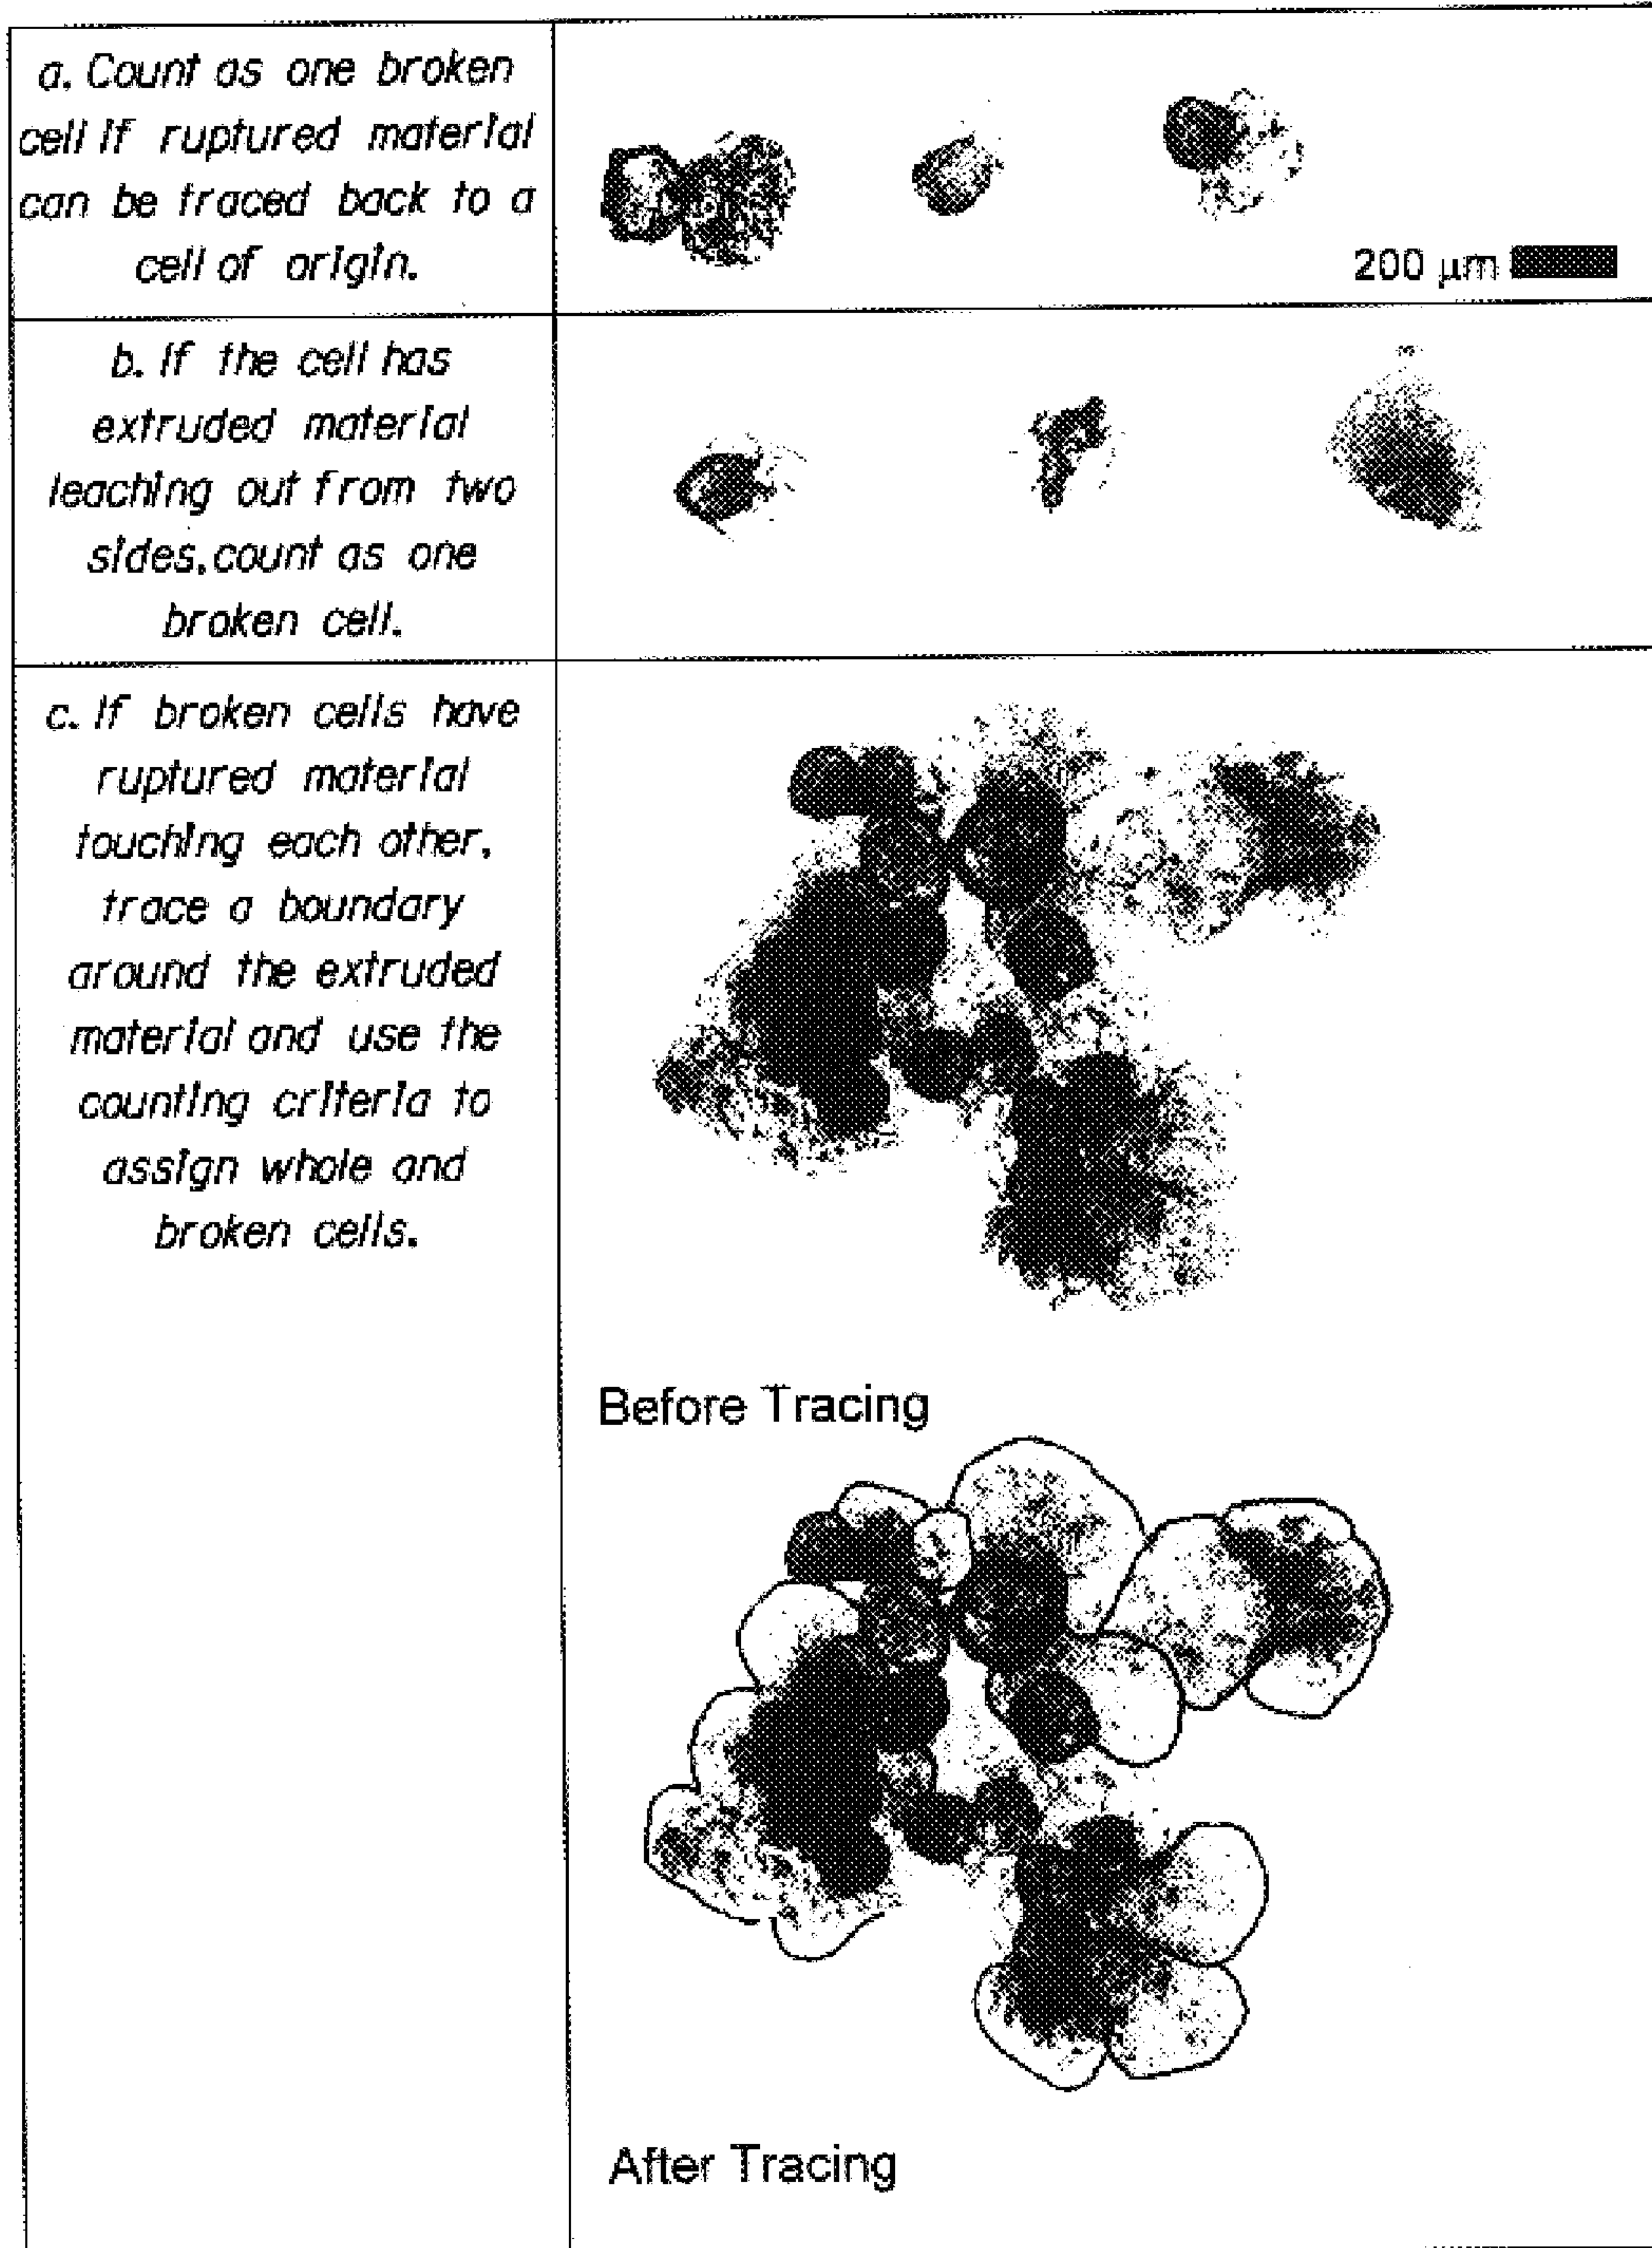 a. Count as one broken
cell if ruptured material
can be traced back to a
cell of origin.
200 μm
b. If the cell has
extruded material
leaching out from two
sides, count as one
broken cell.
c. If broken cells have
ruptured material
touching each other,
trace a boundary
around the extruded
material and use the
counting criteria to
assign whole and
broken cells.
Before Tracing
After Tracing